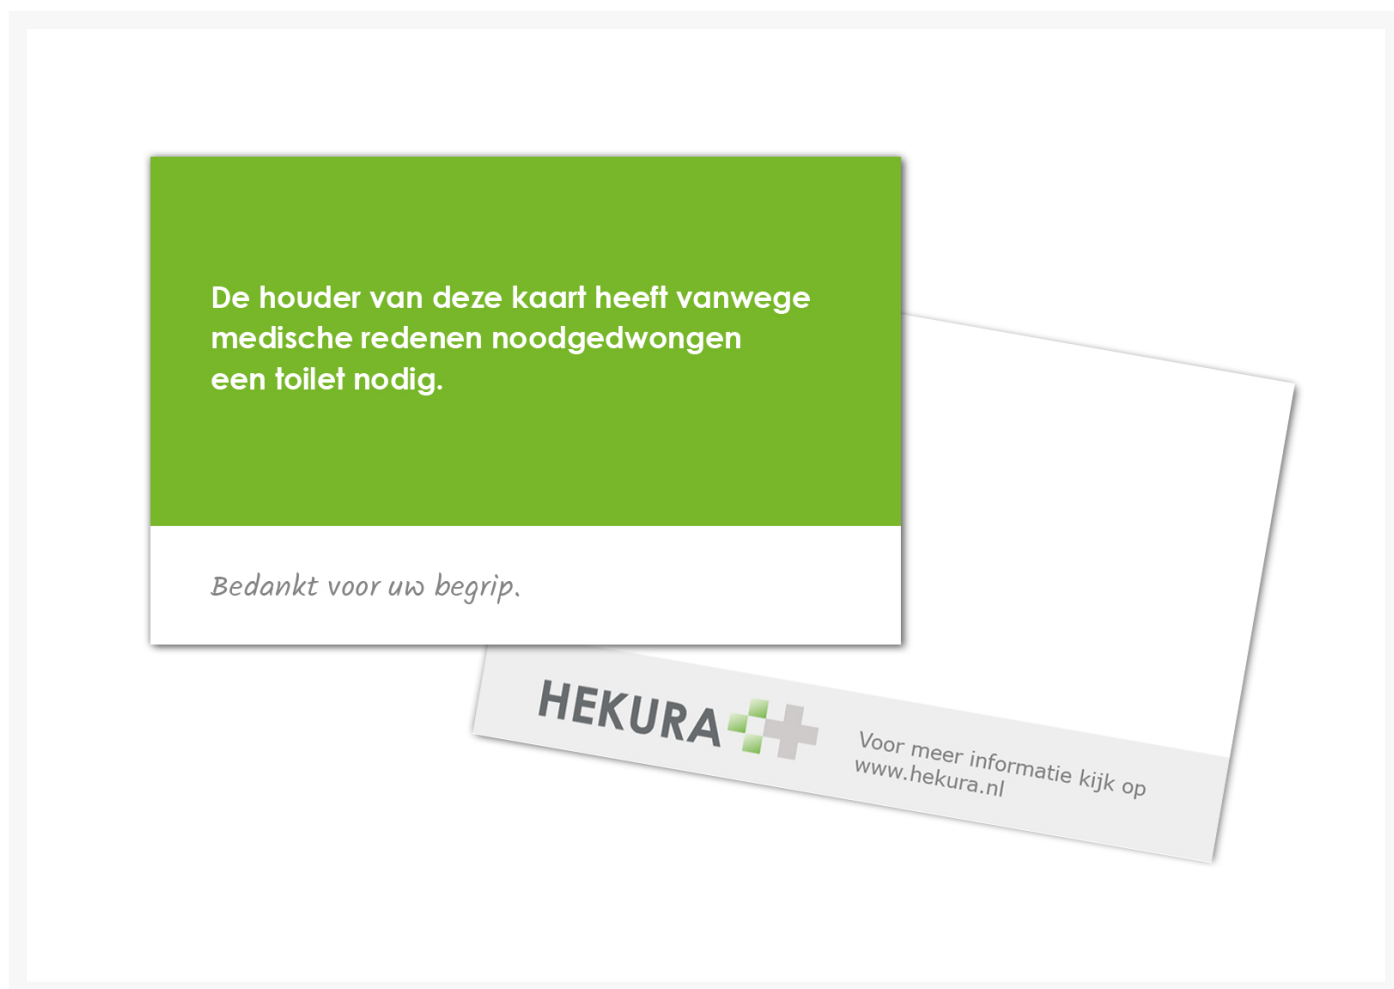 De houder van deze kaart heeft vanwege
medische redenen noodgedwongen
een toilet nodig.
Bedankt voor uw begrip.
HEKURA
Voor meer informatie kijk op
www.hekura.nl